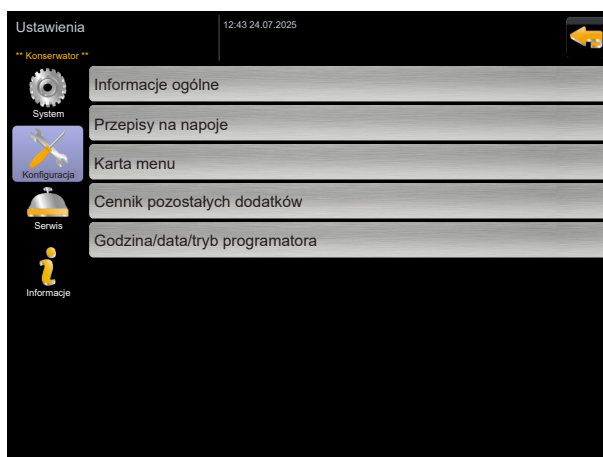 Ustawienia
12:43 24.07.2025
** Konserwator **
System
Konfiguracja
Serwis
Informacje
Informacje ogólne
Przepisy na napoje
Karta menu
Cennik pozostałych dodatków
Godzina/data/tryb programatora